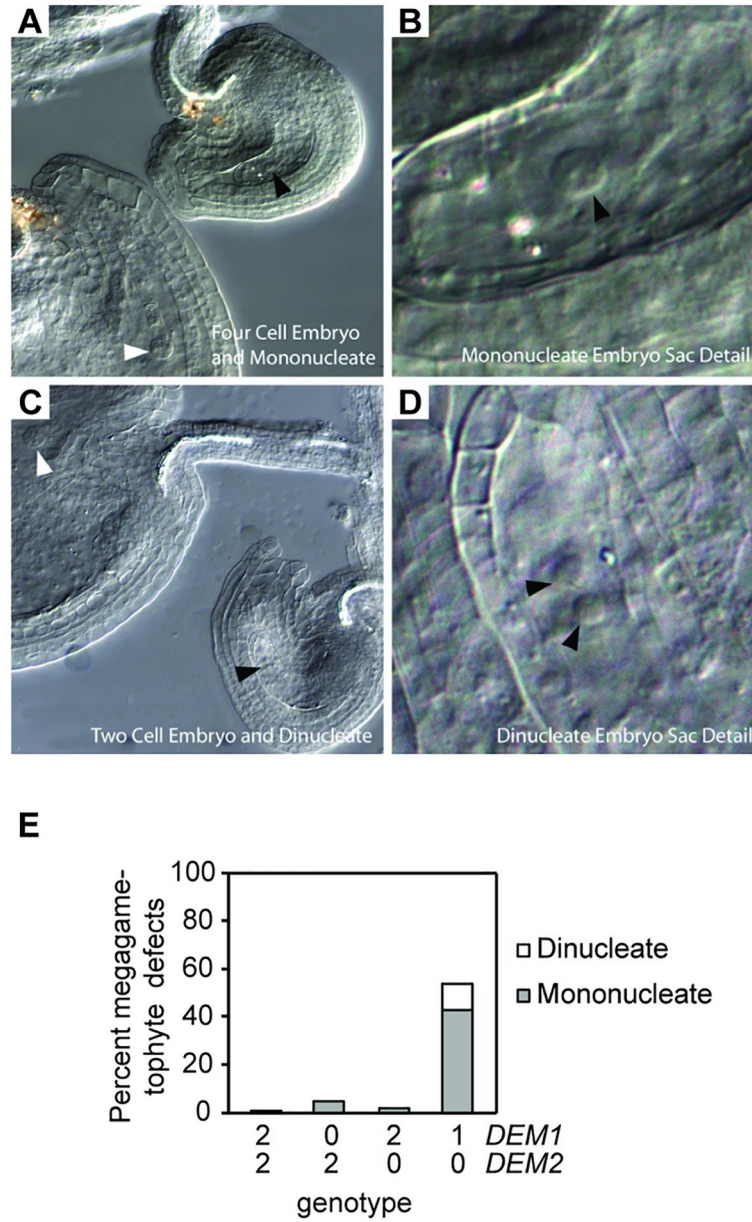 A
B
Four Cell Embryo
and Mononucleate
Mononucleate Embryo Sac Detail
C
D
Two Cell Embryo and Dinucleate
Dinucleate Embryo Sac Detail
E
Percent megagame-
tophyte defects
100
80
60
40
20
0
Dinucleate
Mononucleate
2 0 2 1 DEM1
2 2 0 0 DEM2
genotype